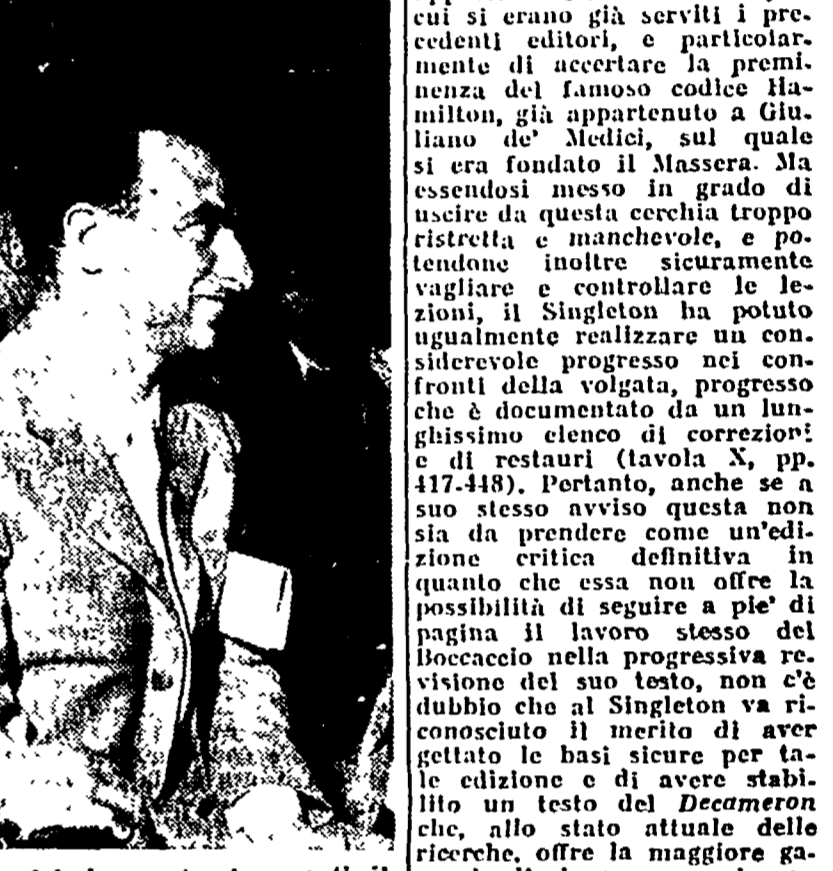 cui si erano già serviti i pre-
cedenti editori, e particolar-
mente di accertare la premi-
nenza del famoso codice Ha-
milton, già appartenuto a Giu-
liano de' Medici, sul quale
si era fondato il Massera. Ma
essendosi messo in grado di
uscire da questa cerchia troppo
ristretta e manchevole, e po-
tendone inoltre sicuramente
vagliare e controllare le le-
zioni, il Singleton ha potuto
ugualmente realizzare un con-
siderevole progresso nei con-
fronti della volgata, progresso
che è documentato da un lun-
ghissimo elenco di correzioni
e di restauri (tavola X, pp.
417-448). Pertanto, anche se a
suo stesso avviso questa non
sia da prendere come un'edi-
zione critica definitiva in
quanto che essa non offre la
possibilità di seguire a pie' di
pagina il lavoro stesso del
Boccaccio nella progressiva re-
visione del suo testo, non c'è
dubbio che al Singleton va ri-
conosciuto il merito di aver
gettato le basi sicure per ta-
le edizione e di avere stabi-
lito un testo del Decameron
che, allo stato attuale delle
ricerche, offre la maggiore ga-